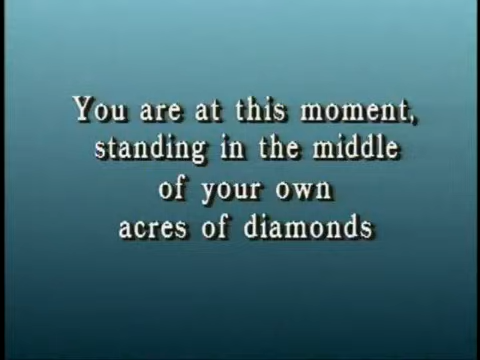 You are at this moment,
standing in the middle
of your own
acres of diamonds